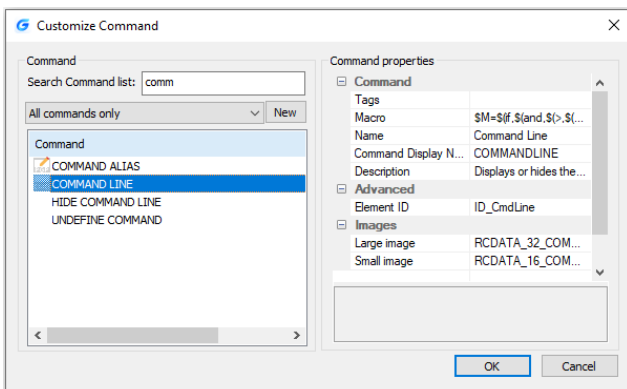 Customize Command
Command
Search Command list: comm
All commands only New
Command
COMMAND ALIAS
COMMAND LINE
HIDE COMMAND LINE
UNDEFINE COMMAND
Command properties
Command
Tags
Macro $M=$(if,$(and,$(>,$(...
Name Command Line
Command Display N... COMMANDLINE
Description Displays or hides the...
Advanced
Element ID ID_CmdLine
Images
Large image RCDATA_32_COM...
Small image RCDATA_16_COM...
OK Cancel